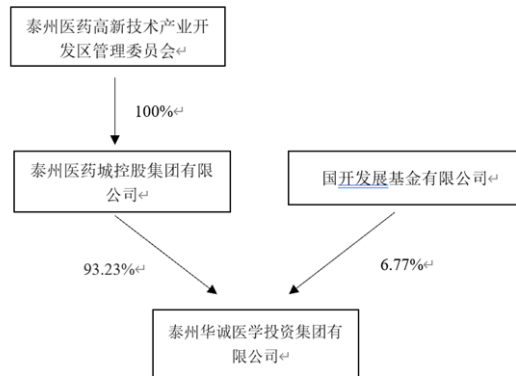 泰州医药高新技术产业开
发区管理委员会↵
100%↵
泰州医药城控股集团有限
公司↵
国开发展基金有限公司↵
93.23%↵
6.77%↵
泰州华诚医学投资集团有
限公司↵